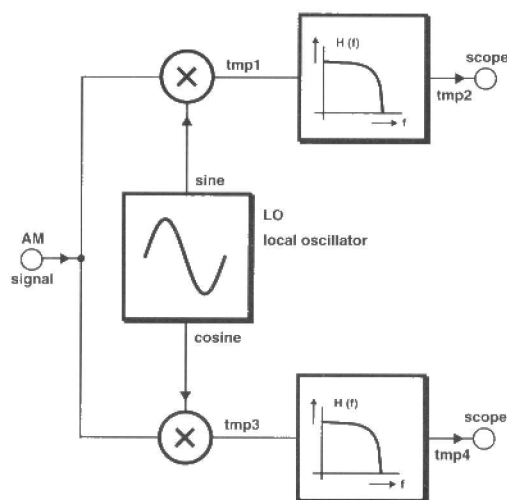 H (f)
tmp1
scope
tmp2
f
sine
LO
local oscillator
AM
signal
cosine
H (f)
scope
tmp3
tmp4
f